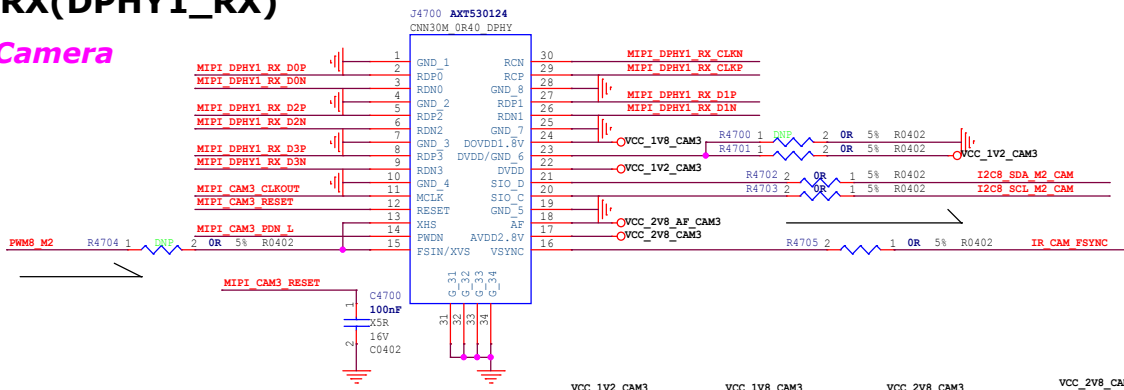 RX(DPHY1_RX)
Camera
J4700 AXT530124
CNN30M_0R40_DPHY
1 GND_1 RCN 30 MIPI_DPHY1_RX_CLKN
MIPI_DPHY1_RX_D0P 2 RDP0 RCP 29 MIPI_DPHY1_RX_CLKP
MIPI_DPHY1_RX_D0N 3 RDN0 GND_8 28
4 GND_2 RDP1 27 MIPI_DPHY1_RX_D1P
MIPI_DPHY1_RX_D2P 5 RDP2 RDN1 26 MIPI_DPHY1_RX_D1N
MIPI_DPHY1_RX_D2N 6 RDN2 GND_7 25
7 GND_3 DOVDD1.8V 24 VCC_1V8_CAM3 R4700 1 DNP 2 0R 5% R0402
MIPI_DPHY1_RX_D3P 8 RDP3 DVDD/GND_6 23 R4701 1 2 0R 5% R0402 VCC_1V2_CAM3
MIPI_DPHY1_RX_D3N 9 RDN3 DVDD 22 VCC_1V2_CAM3
10 GND_4 SIO_D 21 R4702 2 0R 1 5% R0402 I2C8_SDA_M2_CAM
MIPI_CAM3_CLKOUT 11 MCLK SIO_C 20 R4703 2 0R 1 5% R0402 I2C8_SCL_M2_CAM
MIPI_CAM3_RESET 12 RESET GND_5 19
13 XHS AF 18 VCC_2V8_AF_CAM3
MIPI_CAM3_PDN_L 14 PWDN AVDD2.8V 17 VCC_2V8_CAM3
PWM8_M2 R4704 1 DNP 2 0R 5% R0402 15 FSIN/XVS VSYNC 16 R4705 2 1 0R 5% R0402 IR_CAM_FSYNC
G_31 G_32 G_33 G_34
31 32 33 34
MIPI_CAM3_RESET
C4700
1 100nF
X5R
16V
2 C0402
VCC_1V2_CAM3 VCC_1V8_CAM3 VCC_2V8_CAM3 VCC_2V8_CA